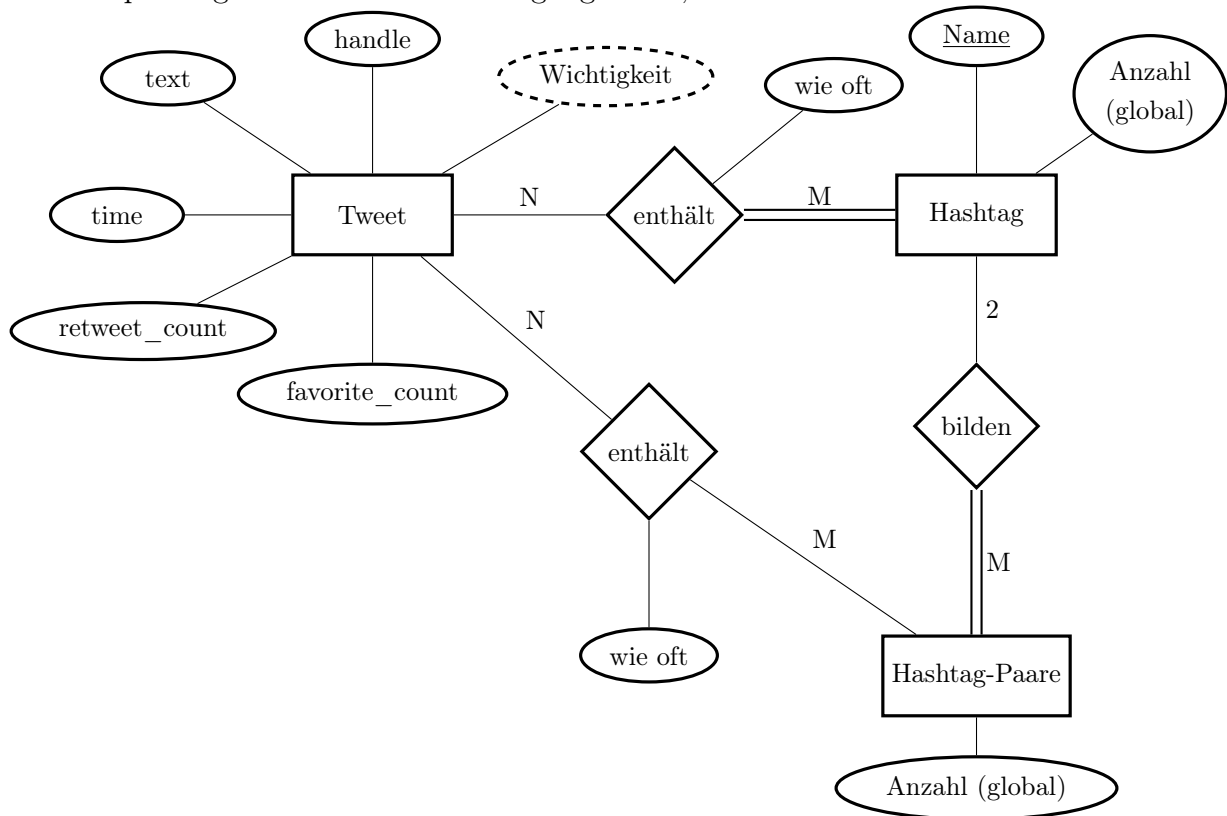 handle
Name
text
Wichtigkeit
wie oft
Anzahl
(global)
N
M
time
Tweet
enthält
Hashtag
retweet_count
N
2
favorite_count
bilden
enthält
M
M
wie oft
Hashtag-Paare
Anzahl (global)